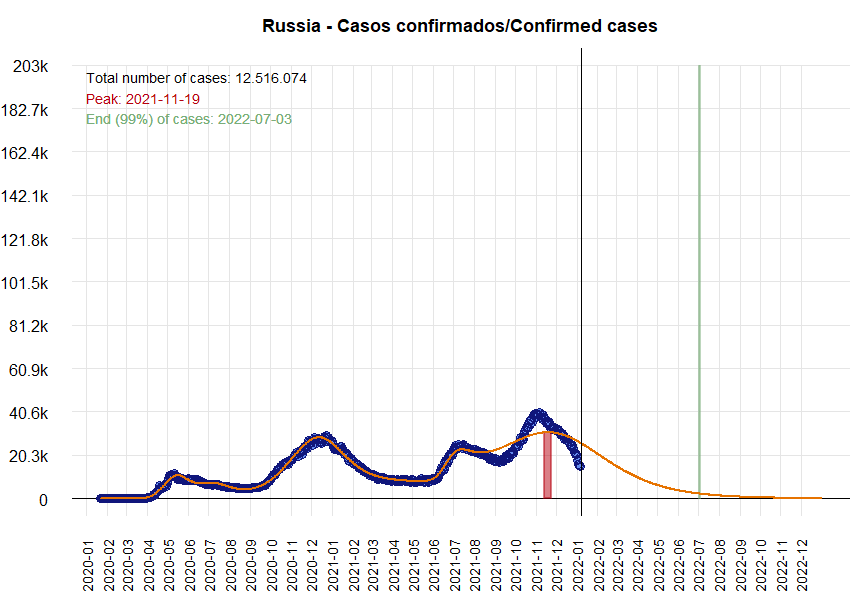 Russia - Casos confirmados/Confirmed cases
203k
182.7k
162.4k
142.1k
121.8k
101.5k
81.2k
60.9k
40.6k
20.3k
0
Total number of cases: 12.516.074
Peak: 2021-11-19
End (99%) of cases: 2022-07-03
2020-01
2020-02
2020-03
2020-04
2020-05
2020-06
2020-07
2020-08
2020-09
2020-10
2020-11
2020-12
2021-01
2021-02
2021-03
2021-04
2021-05
2021-06
2021-07
2021-08
2021-09
2021-10
2021-11
2021-12
2022-01
2022-02
2022-03
2022-04
2022-05
2022-06
2022-07
2022-08
2022-09
2022-10
2022-11
2022-12